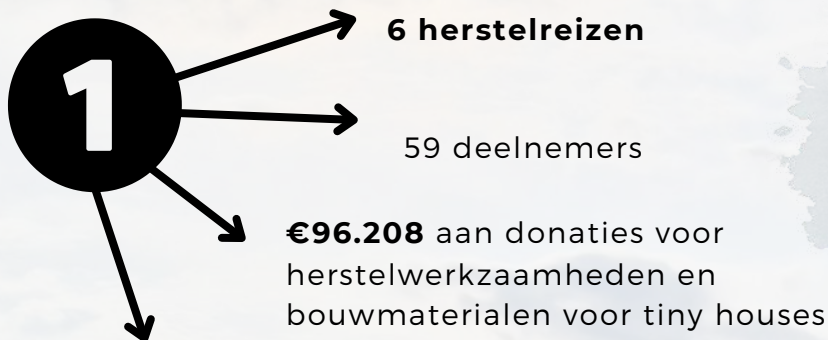 1
6 herstelreizen
59 deelnemers
€96.208 aan donaties voor
herstelwerkzaamheden en
bouwmaterialen voor tiny houses